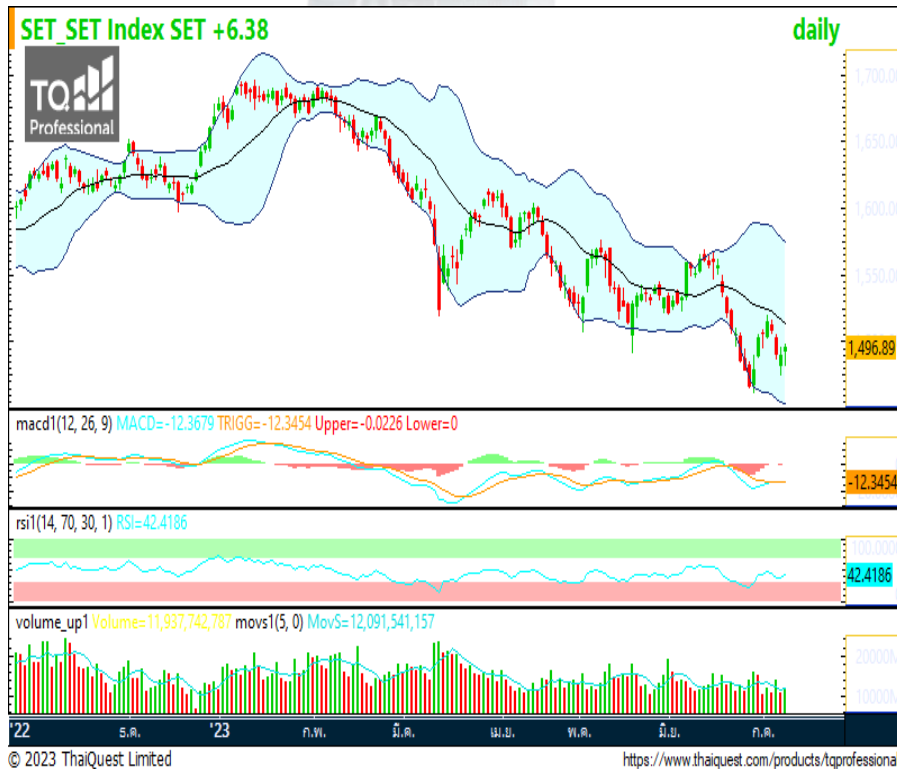 SET_SET Index SET +6.38 daily
TQ
Professional
1,700.00
1,650.00
1,600.00
1,550.00
1,496.89
macd1(12, 26, 9) MACD=-12.3679 TRIGG=-12.3454 Upper=-0.0226 Lower=0
-12.3454
rsi1(14, 70, 30, 1) RSI=42.4186
100.000
42.4186
volume_up1 Volume=11,937,742,787 movs1(5, 0) MovS=12,091,541,157
20000M
10000M
'22 ธ.ค. '23 ก.พ. มี.ค. เม.ย. พ.ค. มิ.ย. ก.ค.
© 2023 ThaiQuest Limited https://www.thaiquest.com/products/tqprofessional